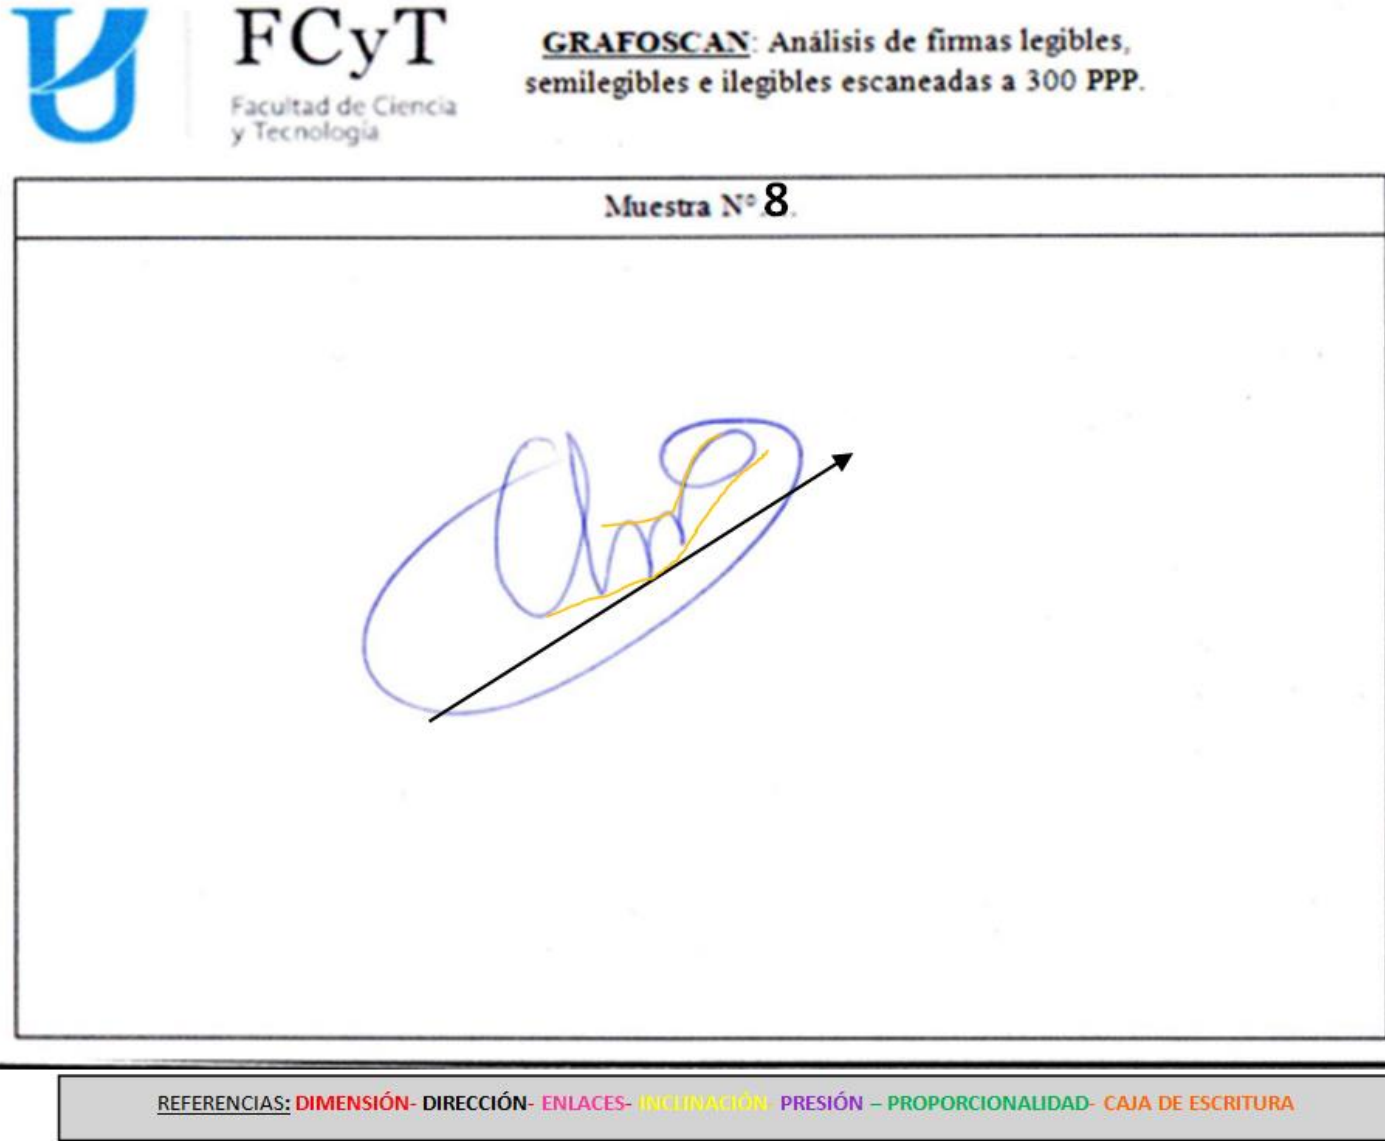 FCyT
Facultad de Ciencia
y Tecnología
GRAFOSCAN: Análisis de firmas legibles,
semilegibles e ilegibles escaneadas a 300 PPP.
Muestra N° 8.
REFERENCIAS: DIMENSIÓN- DIRECCIÓN- ENLACES- INCLINACIÓN- PRESIÓN – PROPORCIONALIDAD- CAJA DE ESCRITURA